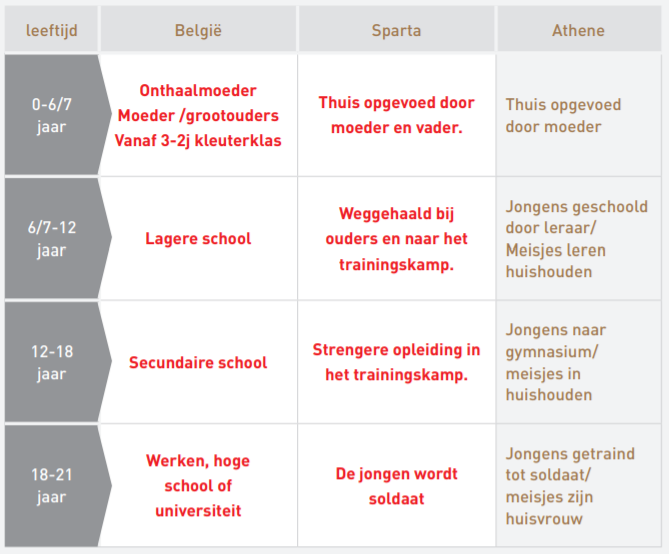 leeftijd België Sparta Athene
0-6/7
jaar
Onthaalmoeder
Moeder /grootouders
Vanaf 3-2j kleuterklas
Thuis opgevoed door
moeder en vader.
Thuis opgevoed
door moeder
6/7-12
jaar
Lagere school
Weggehaald bij
ouders en naar het
trainingskamp.
Jongens geschoold
door leraar/
Meisjes leren
huishouden
12-18
jaar
Secundaire school
Strengere opleiding in
het trainingskamp.
Jongens naar
gymnasium/
meisjes in
huishouden
18-21
jaar
Werken, hoge
school of
universiteit
De jongen wordt
soldaat
Jongens getraind
tot soldaat/
meisjes zijn
huisvrouw